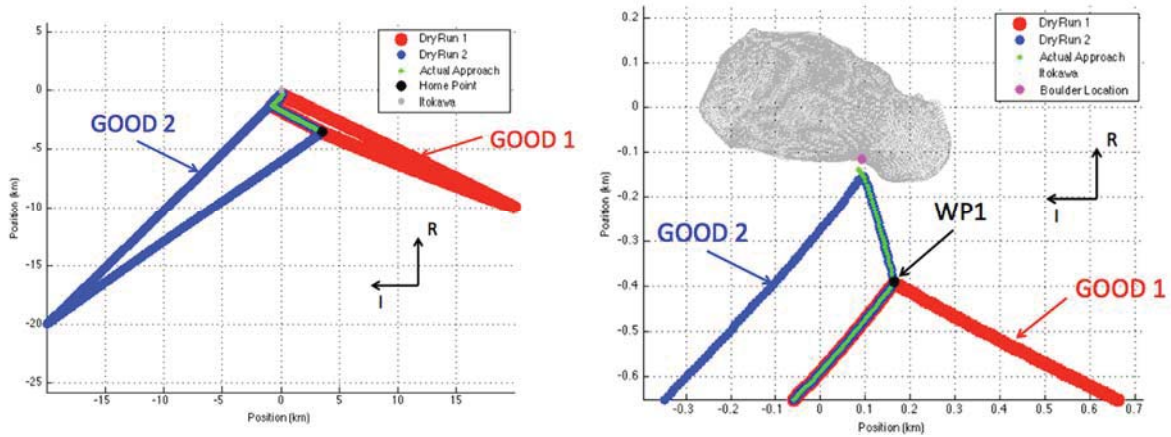 5
0
-5
-10
-15
-20
-25
Position (km)
-15
-10
-5
0
5
10
15
Position (km)
DryRun 1
DryRun 2
Actual Approach
Home Point
Itokawa
GOOD 2
GOOD 1
R
I
0.2
0.1
0
-0.1
-0.2
-0.3
-0.4
-0.5
-0.6
Position (km)
-0.3
-0.2
-0.1
0
0.1
0.2
0.3
0.4
0.5
0.6
0.7
Position (km)
DryRun 1
DryRun 2
Actual Approach
Itokawa
Boulder Location
R
I
WP1
GOOD 2
GOOD 1